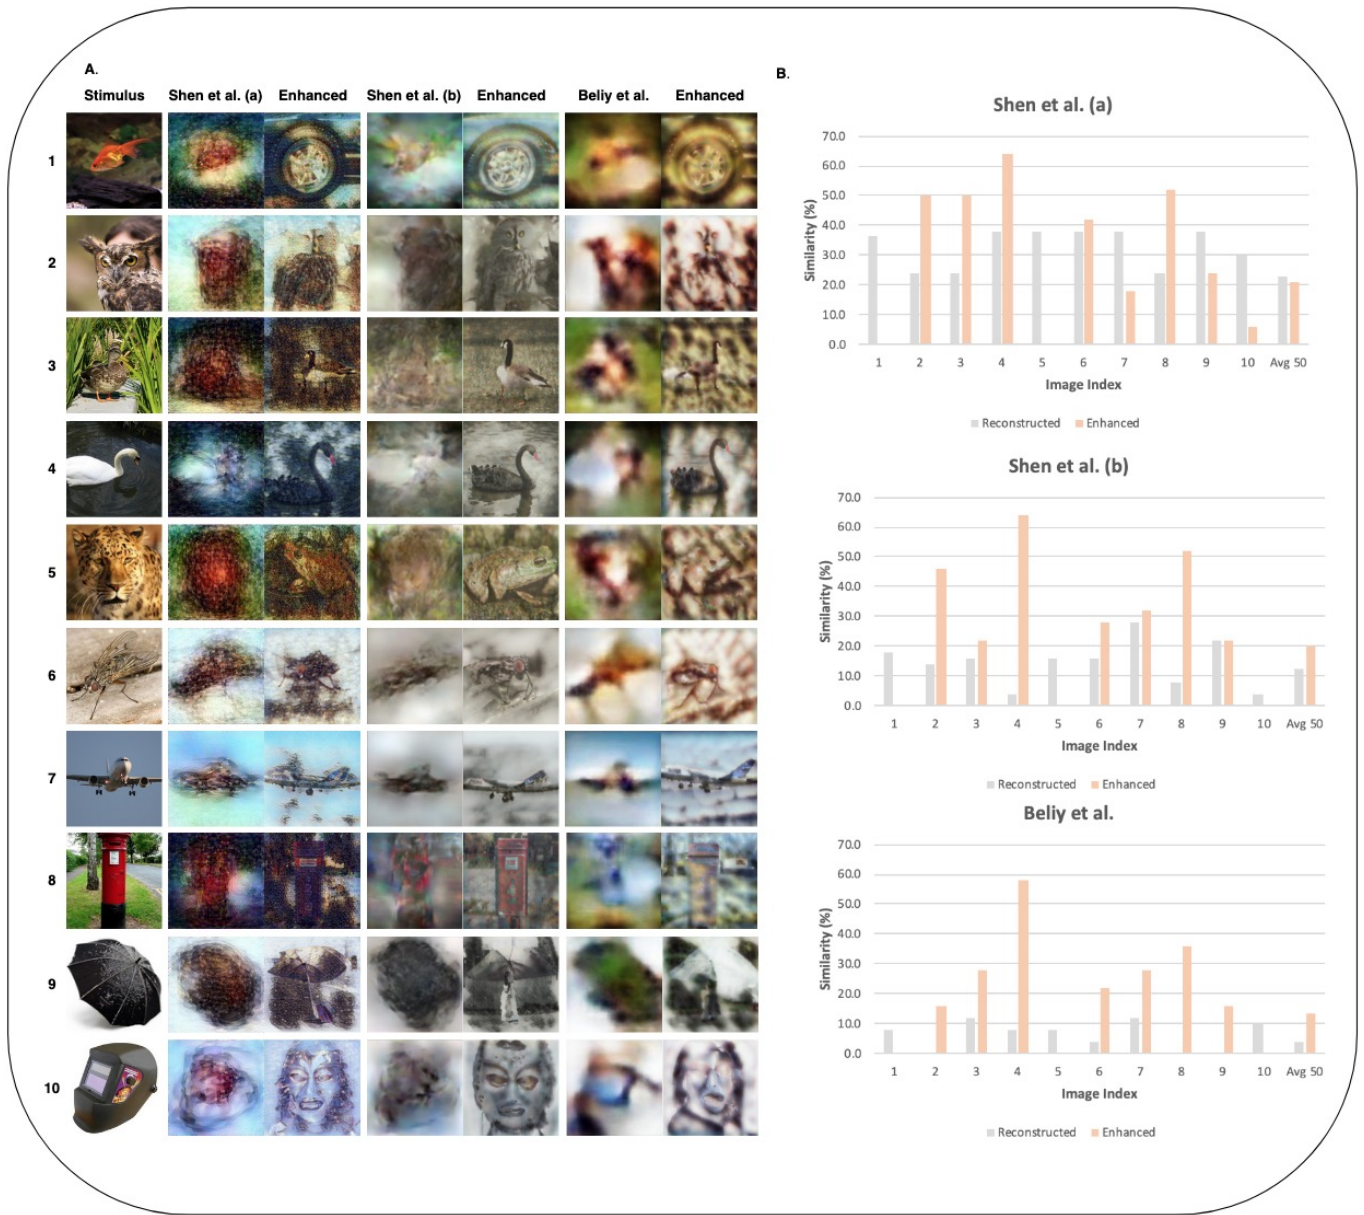 A.
Stimulus Shen et al. (a) Enhanced Shen et al. (b) Enhanced Beliy et al. Enhanced
1
2
3
4
5
6
7
8
9
10
B.
Shen et al. (a)
Similarity (%)
70.0
60.0
50.0
40.0
30.0
20.0
10.0
0.0
1 2 3 4 5 6 7 8 9 10 Avg 50
Image Index
Reconstructed Enhanced
Shen et al. (b)
Similarity (%)
70.0
60.0
50.0
40.0
30.0
20.0
10.0
0.0
1 2 3 4 5 6 7 8 9 10 Avg 50
Image Index
Reconstructed Enhanced
Beliy et al.
Similarity (%)
70.0
60.0
50.0
40.0
30.0
20.0
10.0
0.0
1 2 3 4 5 6 7 8 9 10 Avg 50
Image Index
Reconstructed Enhanced